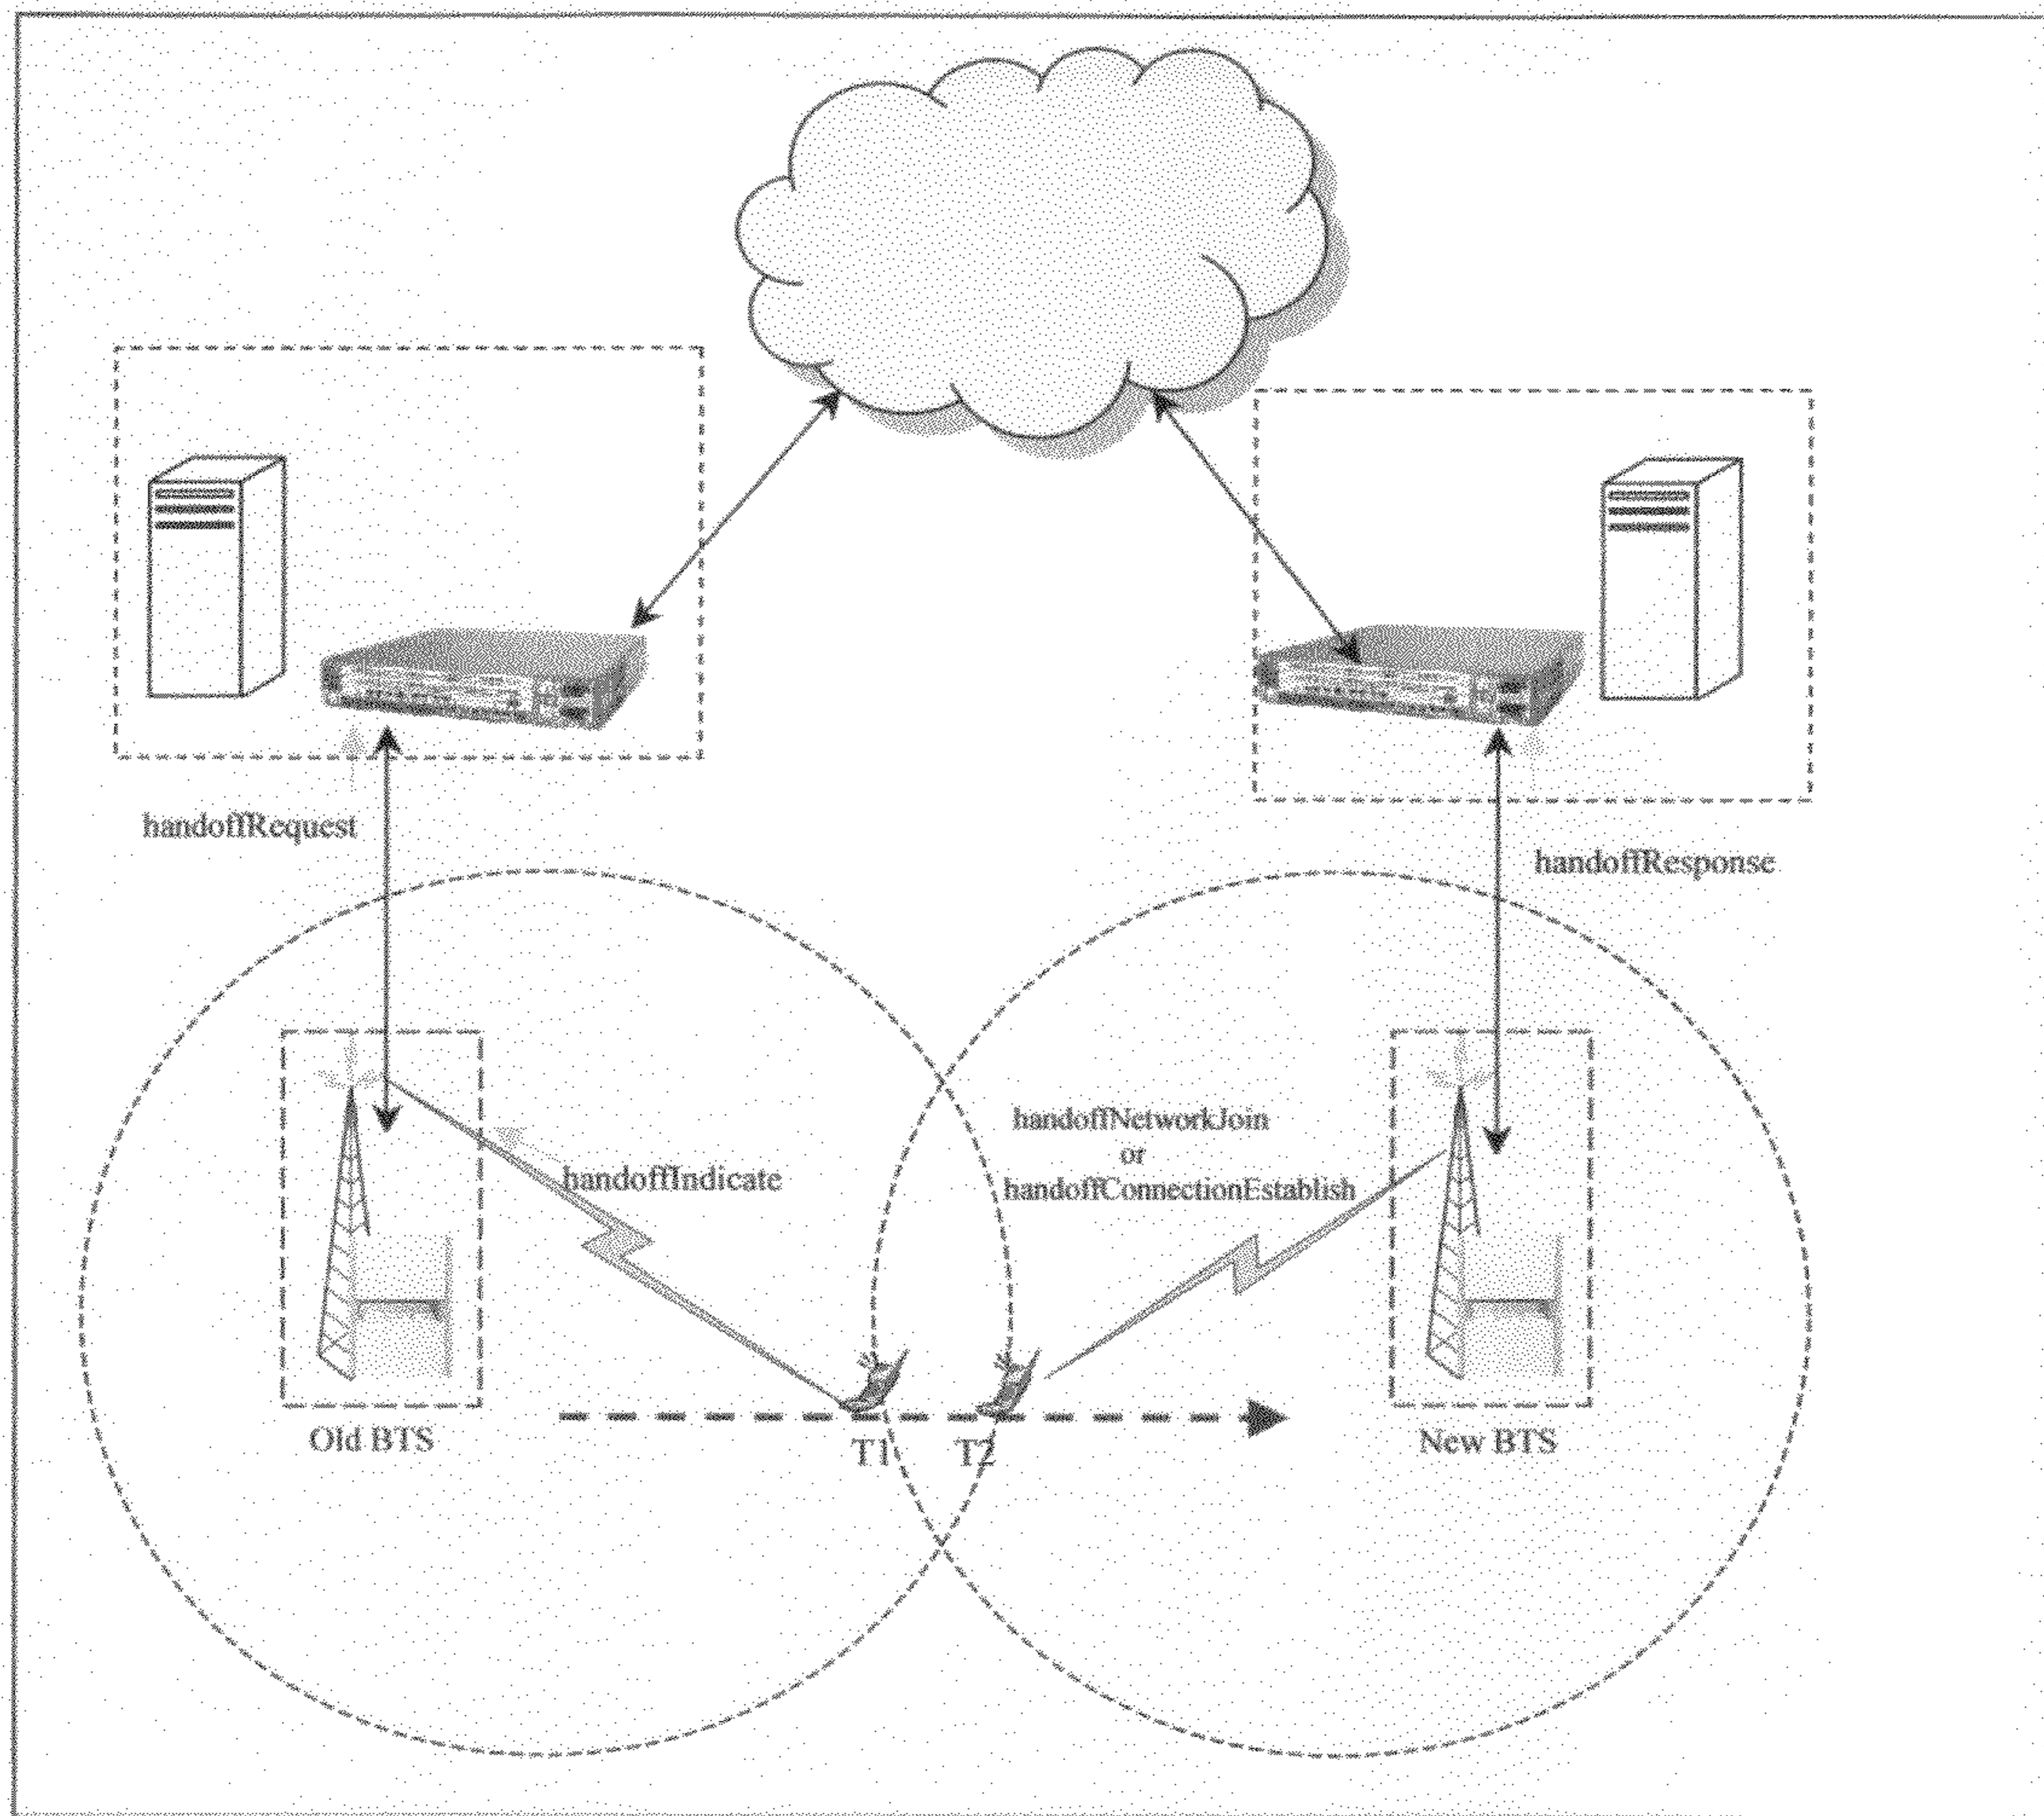 handoffRequest
handoffResponse
handoffIndicate
handoffNetworkJoin
or
handoffConnectionEstablish
Old BTS
T1
T2
New BTS